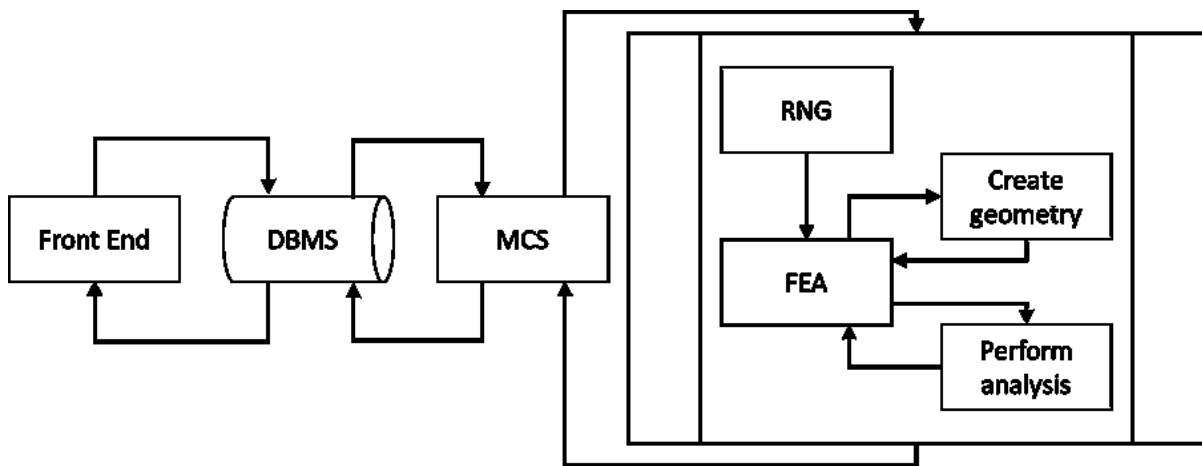 Front End
DBMS
MCS
RNG
FEA
Create
geometry
Perform
analysis